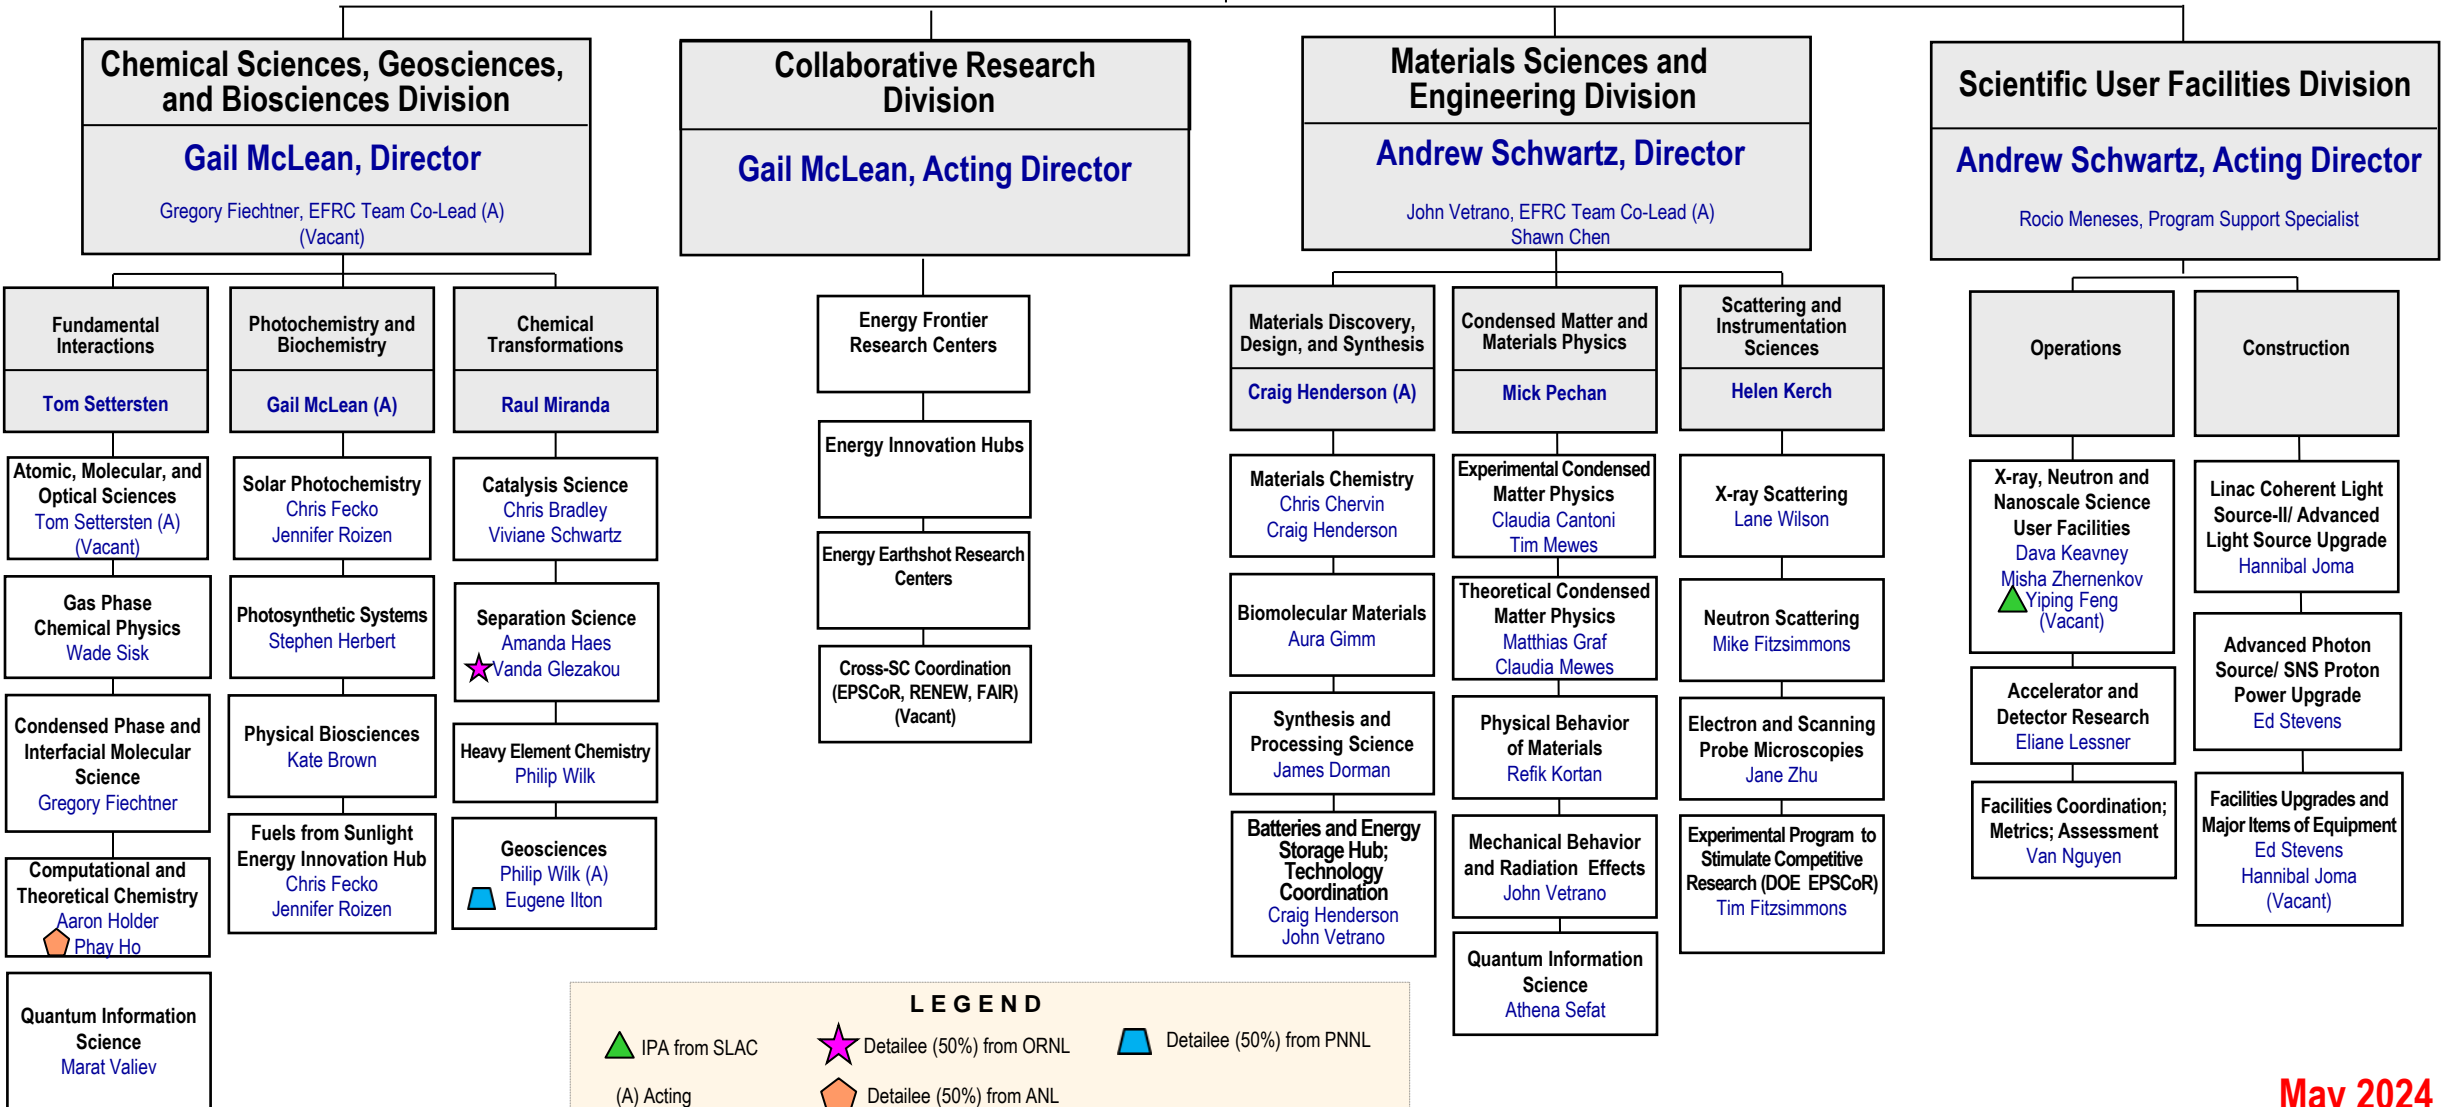 Chemical Sciences, Geosciences,
and Biosciences Division
Gail McLean, Director
Gregory Fiechtner, EFRC Team Co-Lead (A)
(Vacant)
Fundamental
Interactions
Tom Settersten
Atomic, Molecular, and
Optical Sciences
Tom Settersten (A)
(Vacant)
Gas Phase
Chemical Physics
Wade Sisk
Condensed Phase and
Interfacial Molecular
Science
Gregory Fiechtner
Computational and
Theoretical Chemistry
Aaron Holder
Phay Ho
Quantum Information
Science
Marat Valiev
Photochemistry and
Biochemistry
Gail McLean (A)
Solar Photochemistry
Chris Fecko
Jennifer Roizen
Photosynthetic Systems
Stephen Herbert
Physical Biosciences
Kate Brown
Fuels from Sunlight
Energy Innovation Hub
Chris Fecko
Jennifer Roizen
Chemical
Transformations
Raul Miranda
Catalysis Science
Chris Bradley
Viviane Schwartz
Separation Science
Amanda Haes
Vanda Glezakou
Heavy Element Chemistry
Philip Wilk
Geosciences
Philip Wilk (A)
Eugene Ilton
Collaborative Research
Division
Gail McLean, Acting Director
Energy Frontier
Research Centers
Energy Innovation Hubs
Energy Earthshot Research
Centers
Cross-SC Coordination
(EPSCoR, RENEW, FAIR)
(Vacant)
Materials Sciences and
Engineering Division
Andrew Schwartz, Director
John Vetrano, EFRC Team Co-Lead (A)
Shawn Chen
Materials Discovery,
Design, and Synthesis
Craig Henderson (A)
Materials Chemistry
Chris Chervin
Craig Henderson
Biomolecular Materials
Aura Gimm
Synthesis and
Processing Science
James Dorman
Batteries and Energy
Storage Hub;
Technology
Coordination
Craig Henderson
John Vetrano
Condensed Matter and
Materials Physics
Mick Pechan
Experimental Condensed
Matter Physics
Claudia Cantoni
Tim Mewes
Theoretical Condensed
Matter Physics
Matthias Graf
Claudia Mewes
Physical Behavior
of Materials
Refik Kortan
Mechanical Behavior
and Radiation Effects
John Vetrano
Quantum Information
Science
Athena Sefat
Scattering and
Instrumentation
Sciences
Helen Kerch
X-ray Scattering
Lane Wilson
Neutron Scattering
Mike Fitzsimmons
Electron and Scanning
Probe Microscopies
Jane Zhu
Experimental Program to
Stimulate Competitive
Research (DOE EPSCoR)
Tim Fitzsimmons
Scientific User Facilities Division
Andrew Schwartz, Acting Director
Rocio Meneses, Program Support Specialist
Operations
X-ray, Neutron and
Nanoscale Science
User Facilities
Dava Keavney
Misha Zhernenkov
Yiping Feng
(Vacant)
Accelerator and
Detector Research
Eliane Lessner
Facilities Coordination;
Metrics; Assessment
Van Nguyen
Construction
Linac Coherent Light
Source-II/ Advanced
Light Source Upgrade
Hannibal Joma
Advanced Photon
Source/ SNS Proton
Power Upgrade
Ed Stevens
Facilities Upgrades and
Major Items of Equipment
Ed Stevens
Hannibal Joma
(Vacant)
LEGEND
IPA from SLAC
Detailee (50%) from ORNL
Detailee (50%) from PNNL
(A) Acting
Detailee (50%) from ANL
May 2024